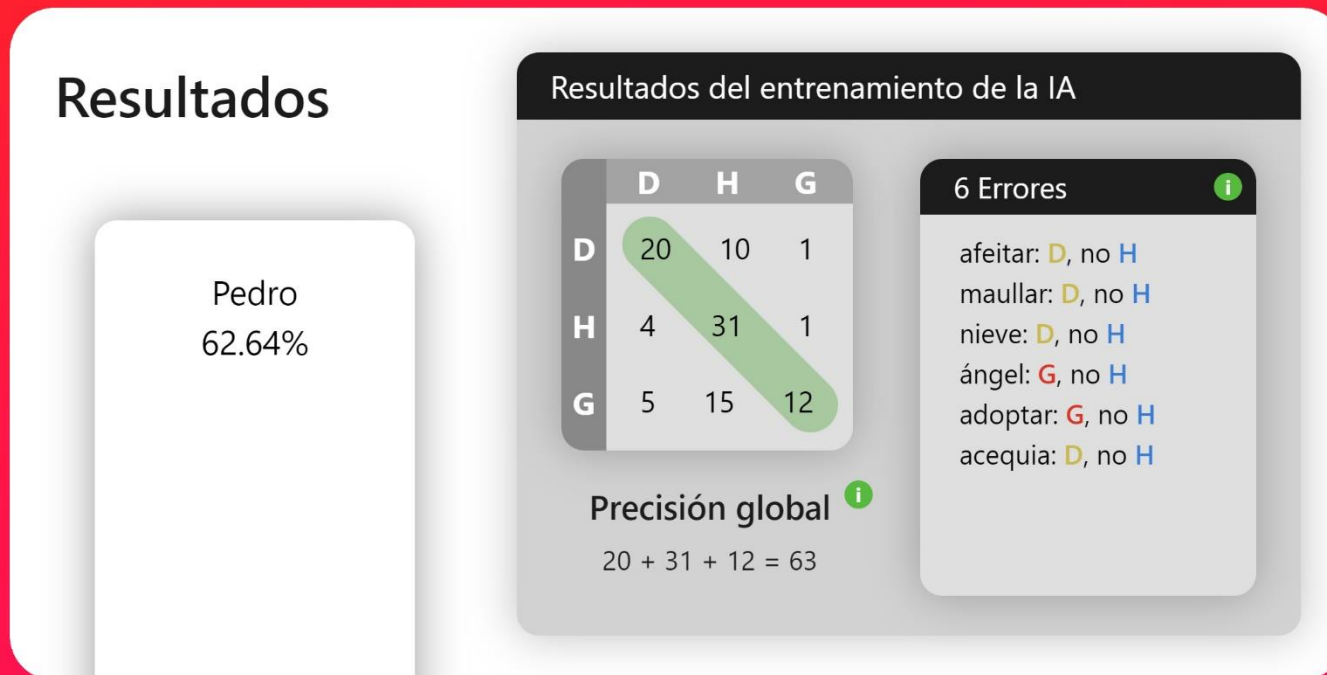 Resultados
Pedro
62.64%
Resultados del entrenamiento de la IA
D H G
D 20 10 1
H 4 31 1
G 5 15 12
Precisión global i
20 + 31 + 12 = 63
6 Errores i
afeitar: D, no H
maullar: D, no H
nieve: D, no H
ángel: G, no H
adoptar: G, no H
acequia: D, no H